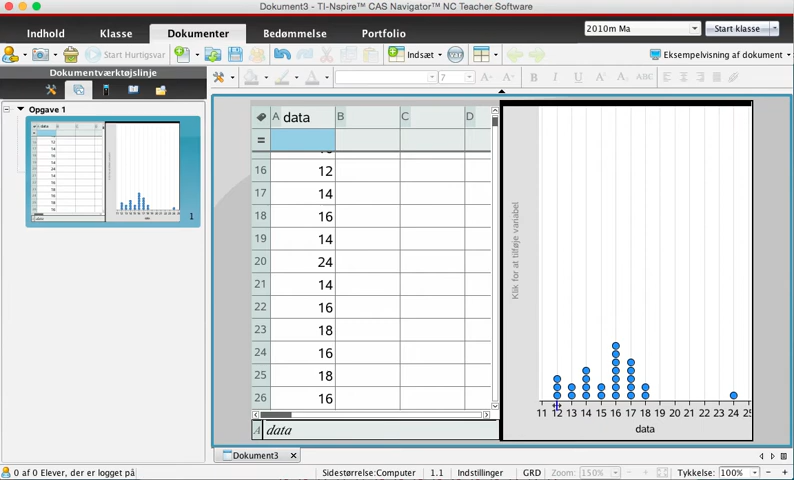 Dokument3 - TI-Nspire™ CAS Navigator™ NC Teacher Software
Indhold Klasse Dokumenter Bedømmelse Portfolio 2010m Ma Start klasse
Start Hurtigsvar Indsæt Eksempelvisning af dokument
Dokumentværktøjslinje
7 A- A+ B I U A ABC
Opgave 1
1
A data B C D
=
16 12
17 14
18 16
19 14
20 24
21 14
22 16
23 18
24 16
25 18
26 16
A data
Klik for at tilføje variabel
11 12 13 14 15 16 17 18 19 20 21 22 23 24 25
data
Dokument3
0 af 0 Elever, der er logget på Sidestørrelse:Computer 1.1 Indstillinger GRD Zoom: 150% Tykkelse: 100%